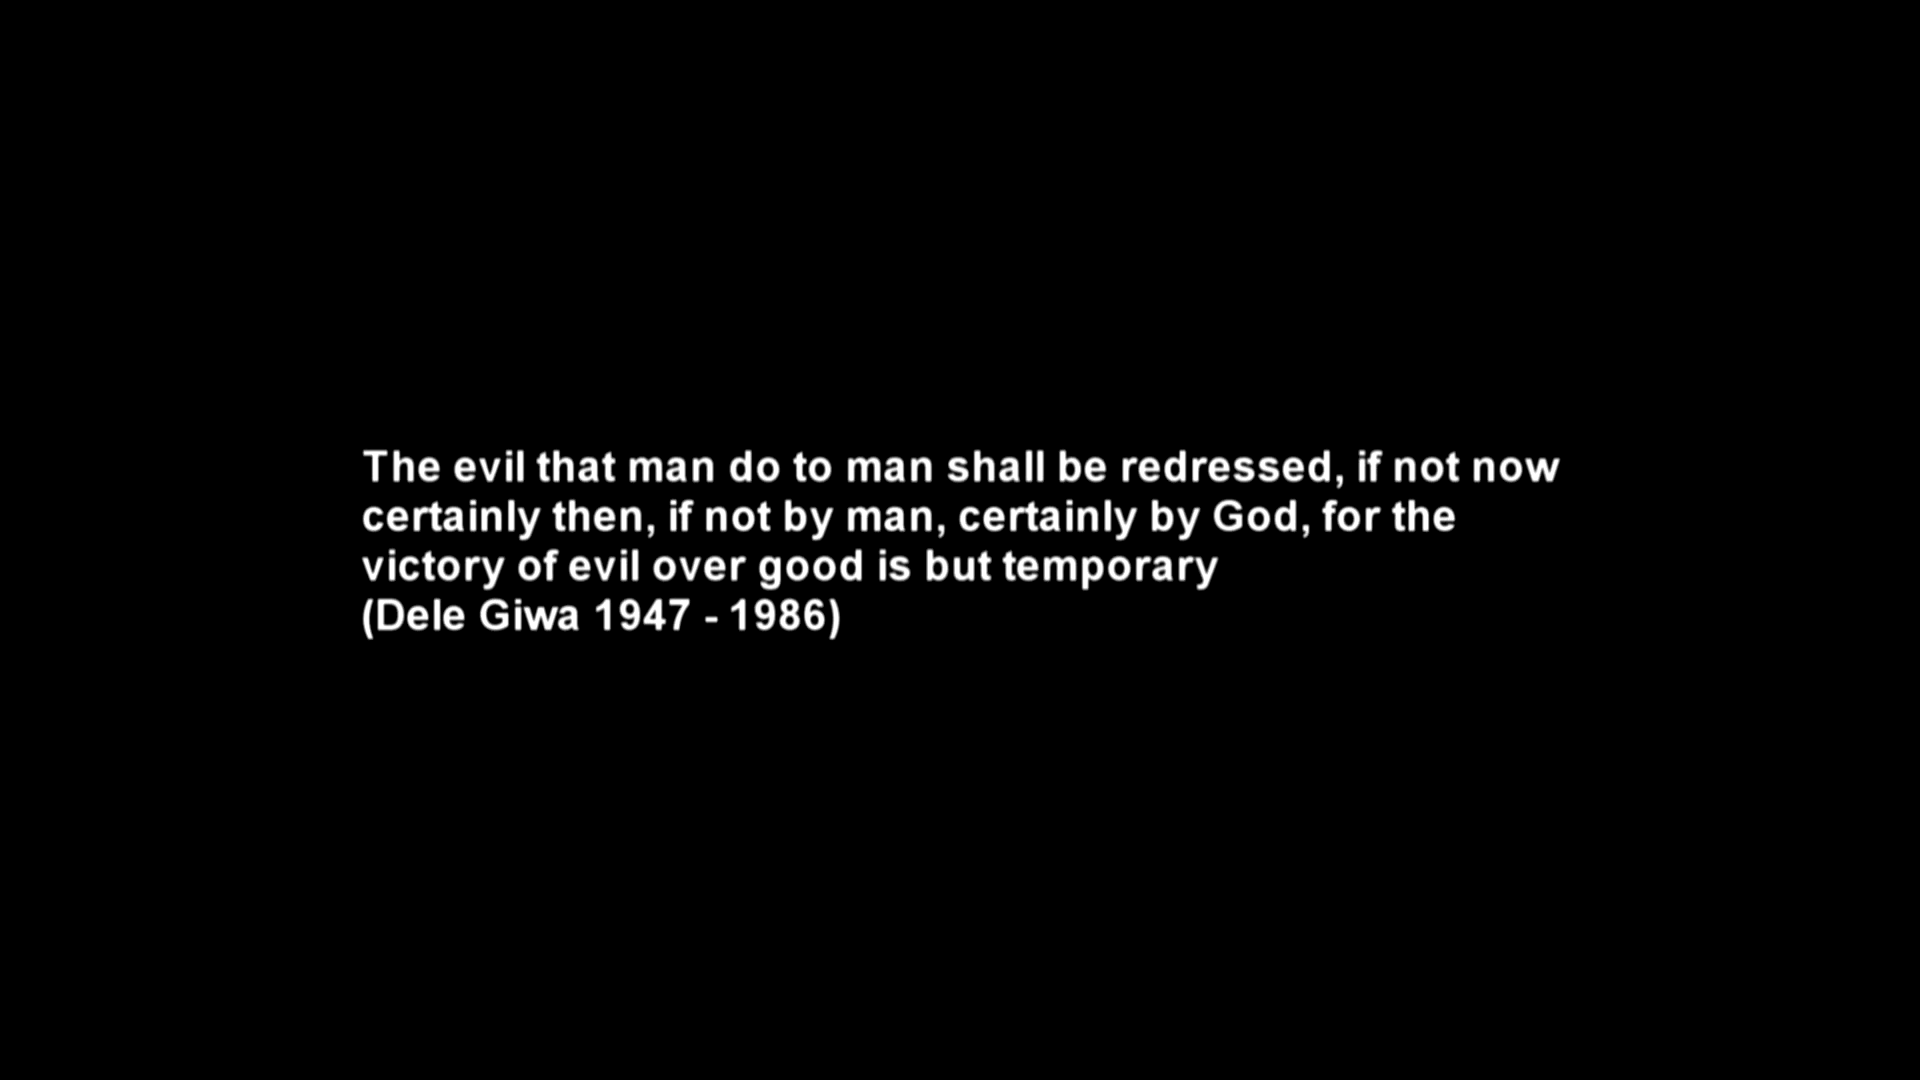 The evil that man do to man shall be redressed, if not now
certainly then, if not by man, certainly by God, for the
victory of evil over good is but temporary
(Dele Giwa 1947 - 1986)